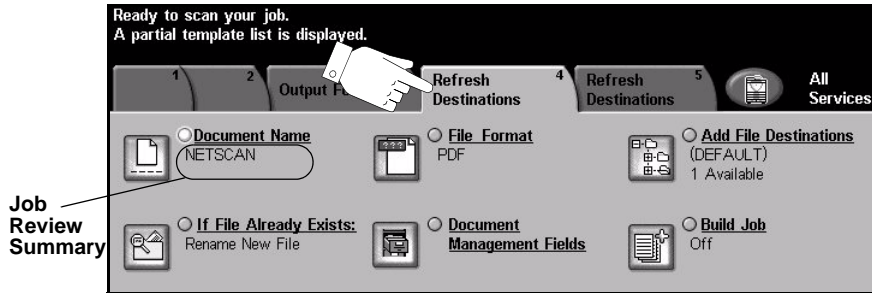 Ready to scan your job.
A partial template list is displayed.
1
2
Output Fo
Refresh
Destinations
4
Refresh
Destinations
5
All
Services
Document Name
NETSCAN
File Format
PDF
Add File Destinations
(DEFAULT)
1 Available
Job
Review
Summary
If File Already Exists:
Rename New File
Document
Management Fields
Build Job
Off